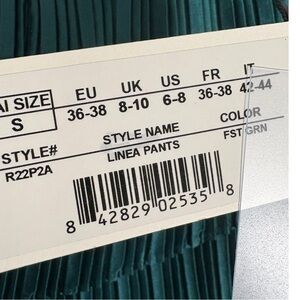 AI SIZE EU UK US FR IT
S 36-38 8-10 6-8 36-38 42-44
STYLE# STYLE NAME COLOR
R22P2A LINEA PANTS FST GRN
8 42829 02535 8